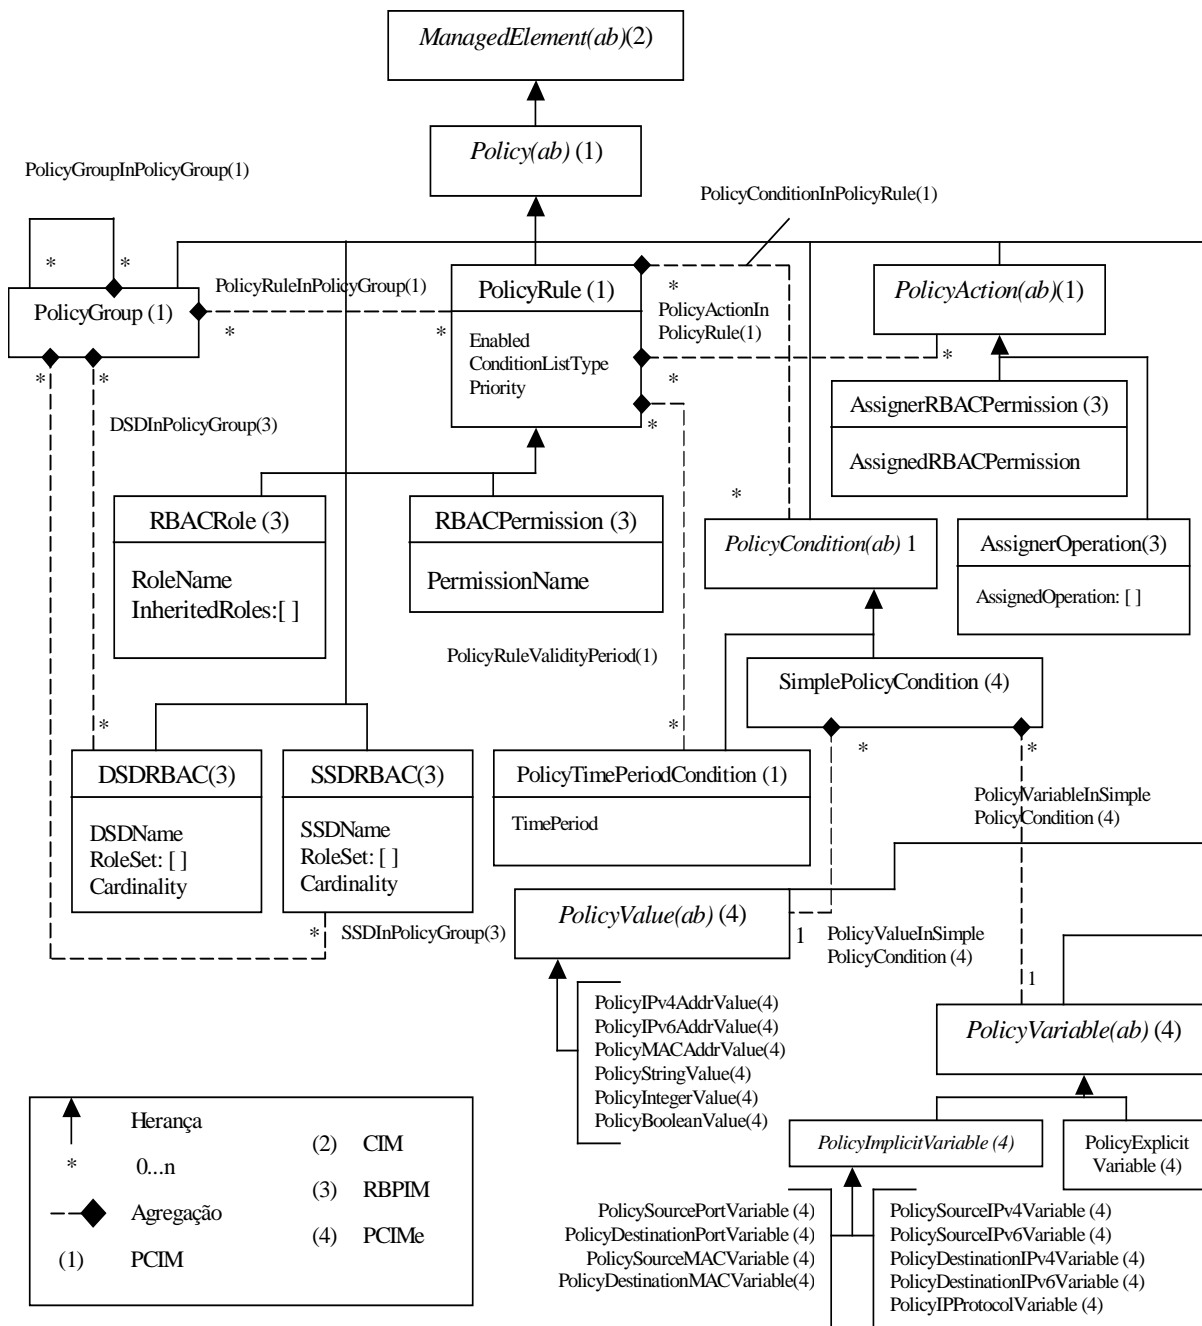 ManagedElement(ab)(2)
Policy(ab) (1)
PolicyGroupInPolicyGroup(1)
PolicyConditionInPolicyRule(1)
*
*
PolicyGroup (1)
PolicyRuleInPolicyGroup(1)
*
*
PolicyRule (1)
Enabled
ConditionListType
Priority
*
PolicyActionIn
PolicyRule(1)
*
*
*
PolicyAction(ab)(1)
*
*
DSDInPolicyGroup(3)
AssignerRBACPermission (3)
AssignedRBACPermission
RBACRole (3)
RoleName
InheritedRoles:[ ]
RBACPermission (3)
PermissionName
*
PolicyCondition(ab) 1
AssignerOperation(3)
AssignedOperation: [ ]
PolicyRuleValidityPeriod(1)
SimplePolicyCondition (4)
*
*
*
*
DSDRBAC(3)
DSDName
RoleSet: [ ]
Cardinality
SSDRBAC(3)
SSDName
RoleSet: [ ]
Cardinality
PolicyTimePeriodCondition (1)
TimePeriod
PolicyVariableInSimple
PolicyCondition (4)
*
SSDInPolicyGroup(3)
PolicyValue(ab) (4)
1
PolicyValueInSimple
PolicyCondition (4)
1
PolicyIPv4AddrValue(4)
PolicyIPv6AddrValue(4)
PolicyMACAddrValue(4)
PolicyStringValue(4)
PolicyIntegerValue(4)
PolicyBooleanValue(4)
PolicyVariable(ab) (4)
PolicyImplicitVariable (4)
PolicyExplicit
Variable (4)
PolicySourcePortVariable (4)
PolicyDestinationPortVariable (4)
PolicySourceMACVariable (4)
PolicyDestinationMACVariable(4)
PolicySourceIPv4Variable (4)
PolicySourceIPv6Variable (4)
PolicyDestinationIPv4Variable (4)
PolicyDestinationIPv6Variable (4)
PolicyIPProtocolVariable (4)
Herança
* 0...n
Agregação
(1) PCIM
(2) CIM
(3) RBPIM
(4) PCIMe